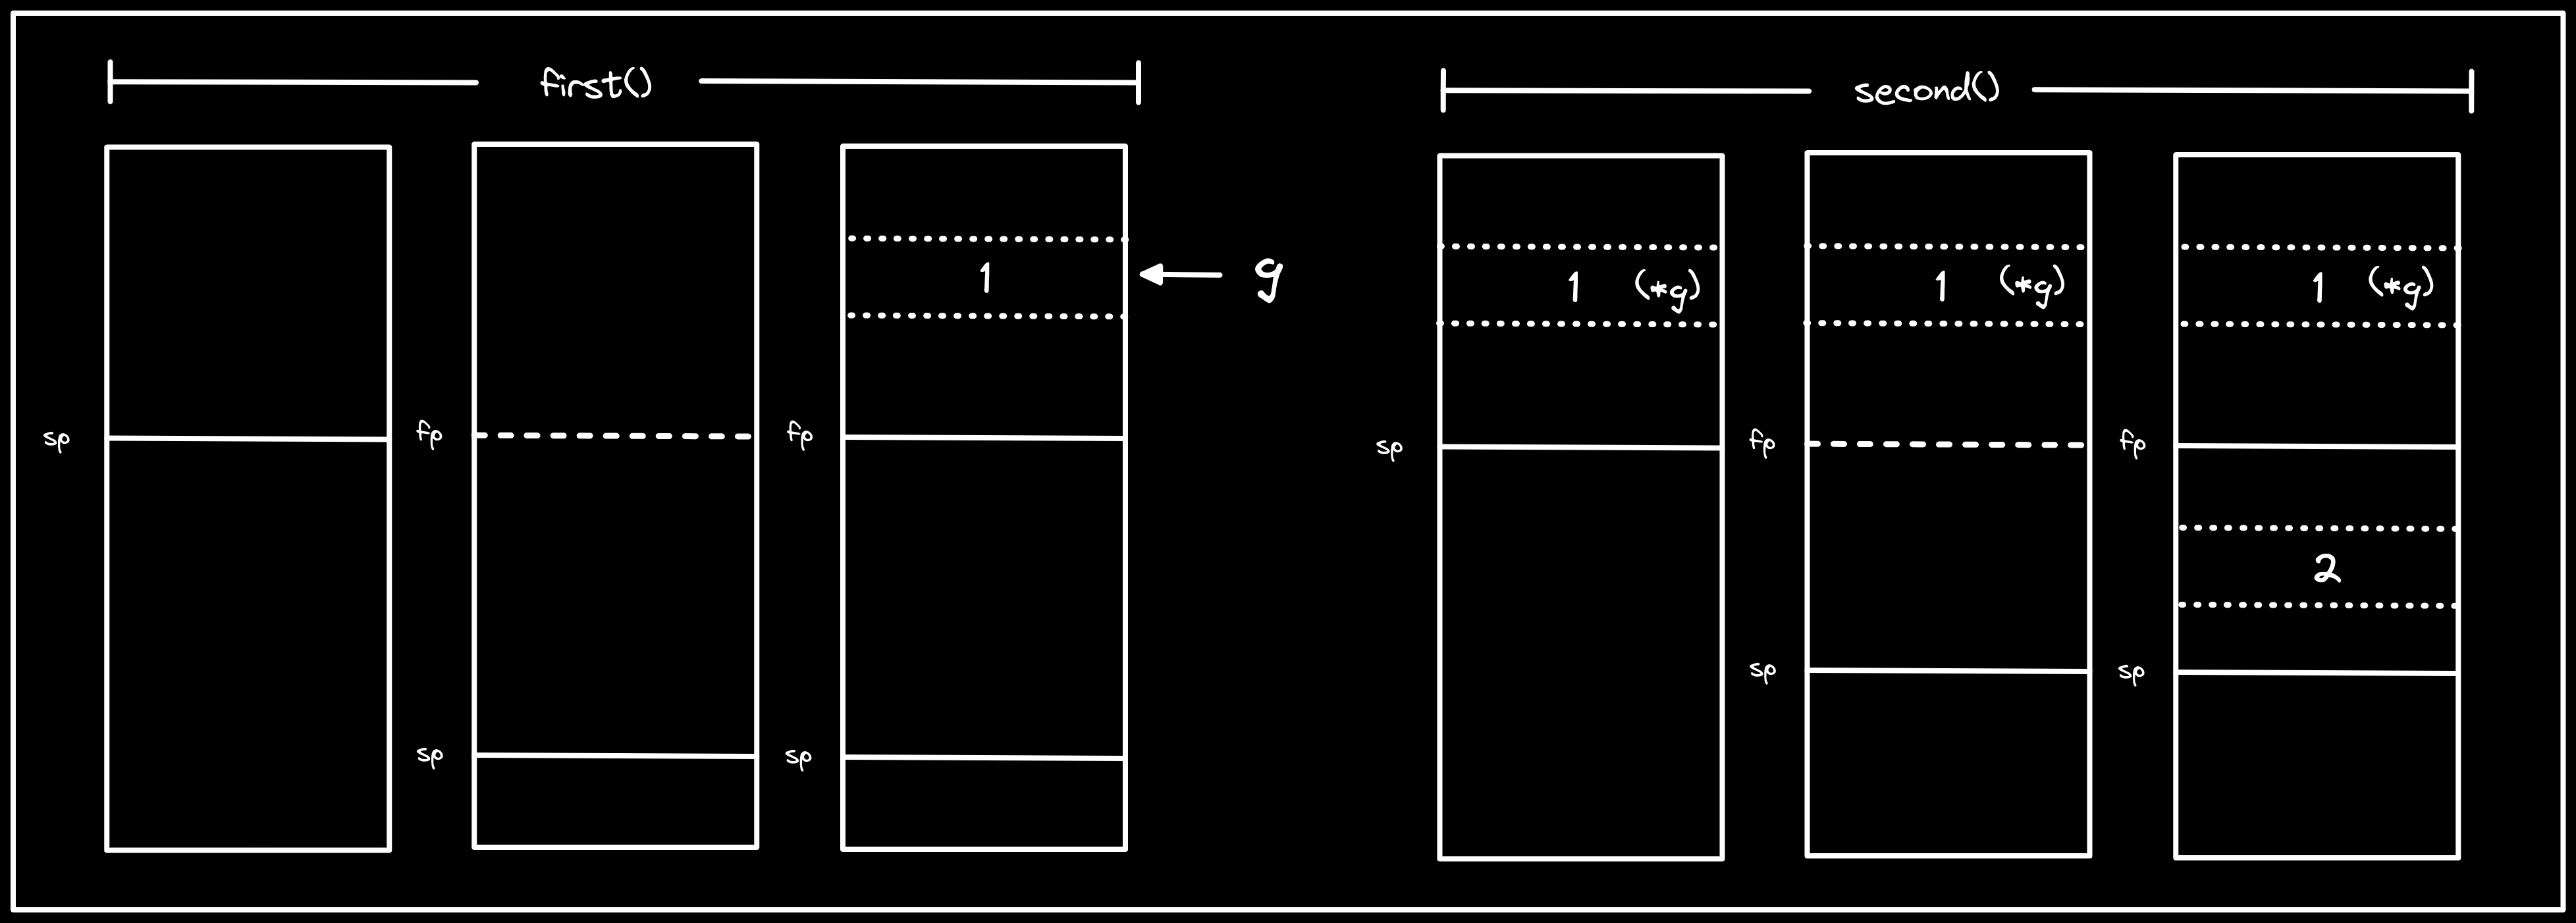 first()
second()
1
g
1 (*g)
1 (*g)
1 (*g)
sp
fp
fp
sp
fp
fp
2
sp
sp
sp
sp